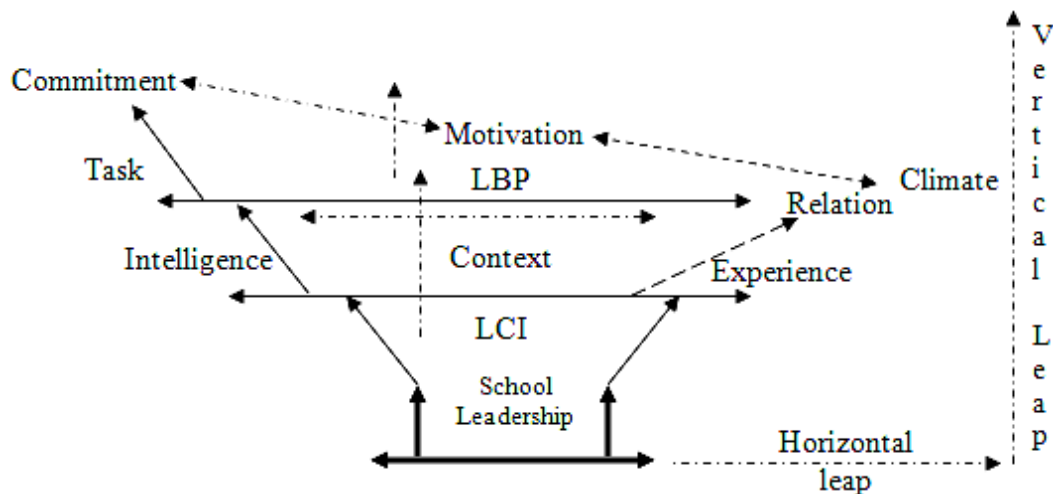 Commitment
Motivation
Task
LBP
Climate
Relation
Intelligence
Context
Experience
LCI
School
Leadership
Horizontal
leap
Vertical Leap